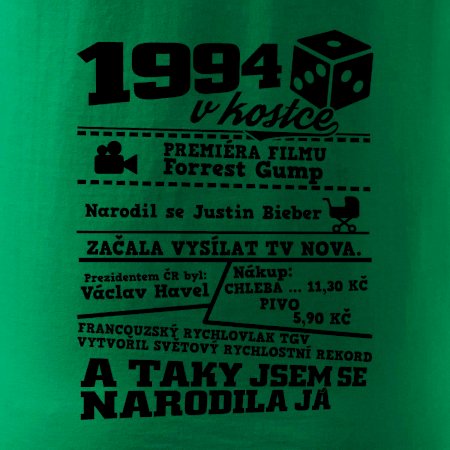 1994
v kostce
PREMIÉRA FILMU
Forrest Gump
Narodil se Justin Bieber
ZAČALA VYSÍLAT TV NOVA.
Prezidentem ČR byl:
Václav Havel
Nákup:
CHLEBA ... 11,30 KČ
PIVO
5,90 KČ
FRANCOUZSKÝ RYCHLOVLAK TGV
VYTVOŘIL SVĚTOVÝ RYCHLOSTNÍ REKORD
A TAKY JSEM SE
NARODILA JÁ